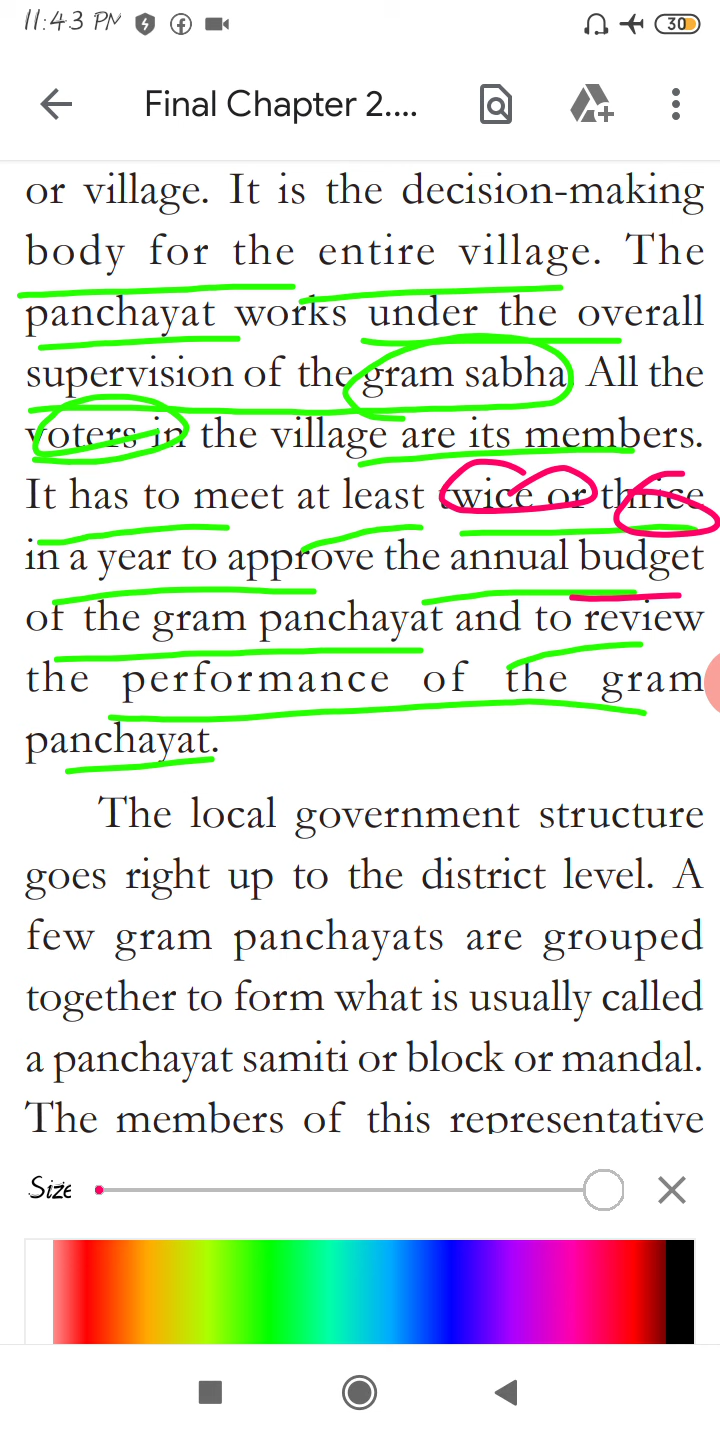 11:43 PM
30
Final Chapter 2....
or village. It is the decision-making
body for the entire village. The
panchayat works under the overall
supervision of the gram sabha. All the
voters in the village are its members.
It has to meet at least twice or thrice
in a year to approve the annual budget
of the gram panchayat and to review
the performance of the gram
panchayat.
The local government structure
goes right up to the district level. A
few gram panchayats are grouped
together to form what is usually called
a panchayat samiti or block or mandal.
The members of this representative
Size